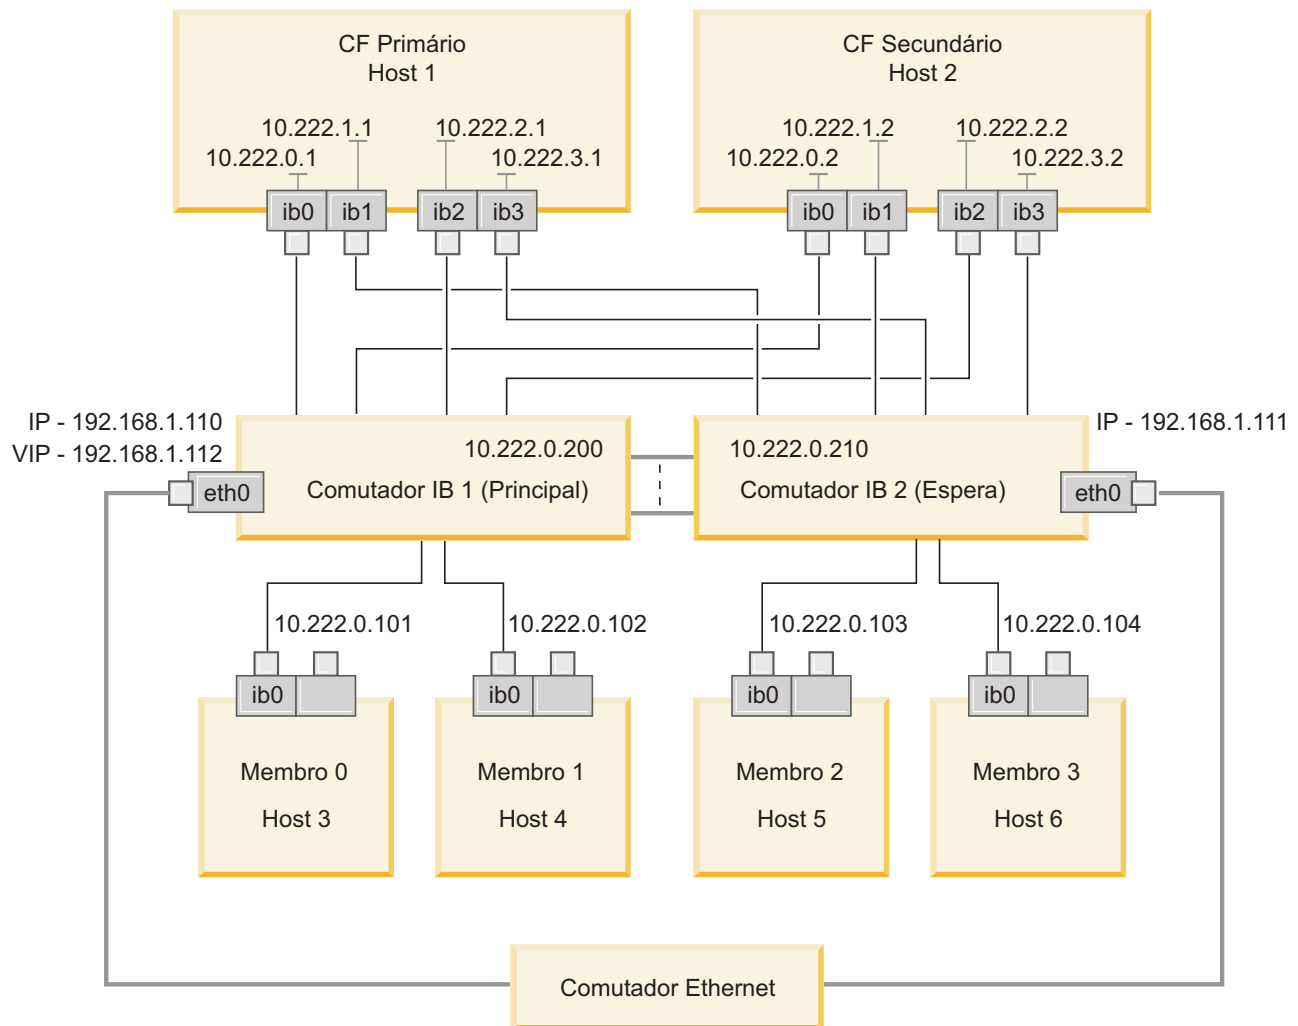 CF Primário
Host 1
CF Secundário
Host 2
10.222.1.1
10.222.2.1
10.222.0.1
10.222.3.1
10.222.1.2
10.222.2.2
10.222.0.2
10.222.3.2
ib0
ib1
ib2
ib3
ib0
ib1
ib2
ib3
IP - 192.168.1.110
VIP - 192.168.1.112
IP - 192.168.1.111
10.222.0.200
10.222.0.210
eth0
Comutador IB 1 (Principal)
Comutador IB 2 (Espera)
eth0
10.222.0.101
10.222.0.102
10.222.0.103
10.222.0.104
ib0
ib0
ib0
ib0
Membro 0
Host 3
Membro 1
Host 4
Membro 2
Host 5
Membro 3
Host 6
Comutador Ethernet